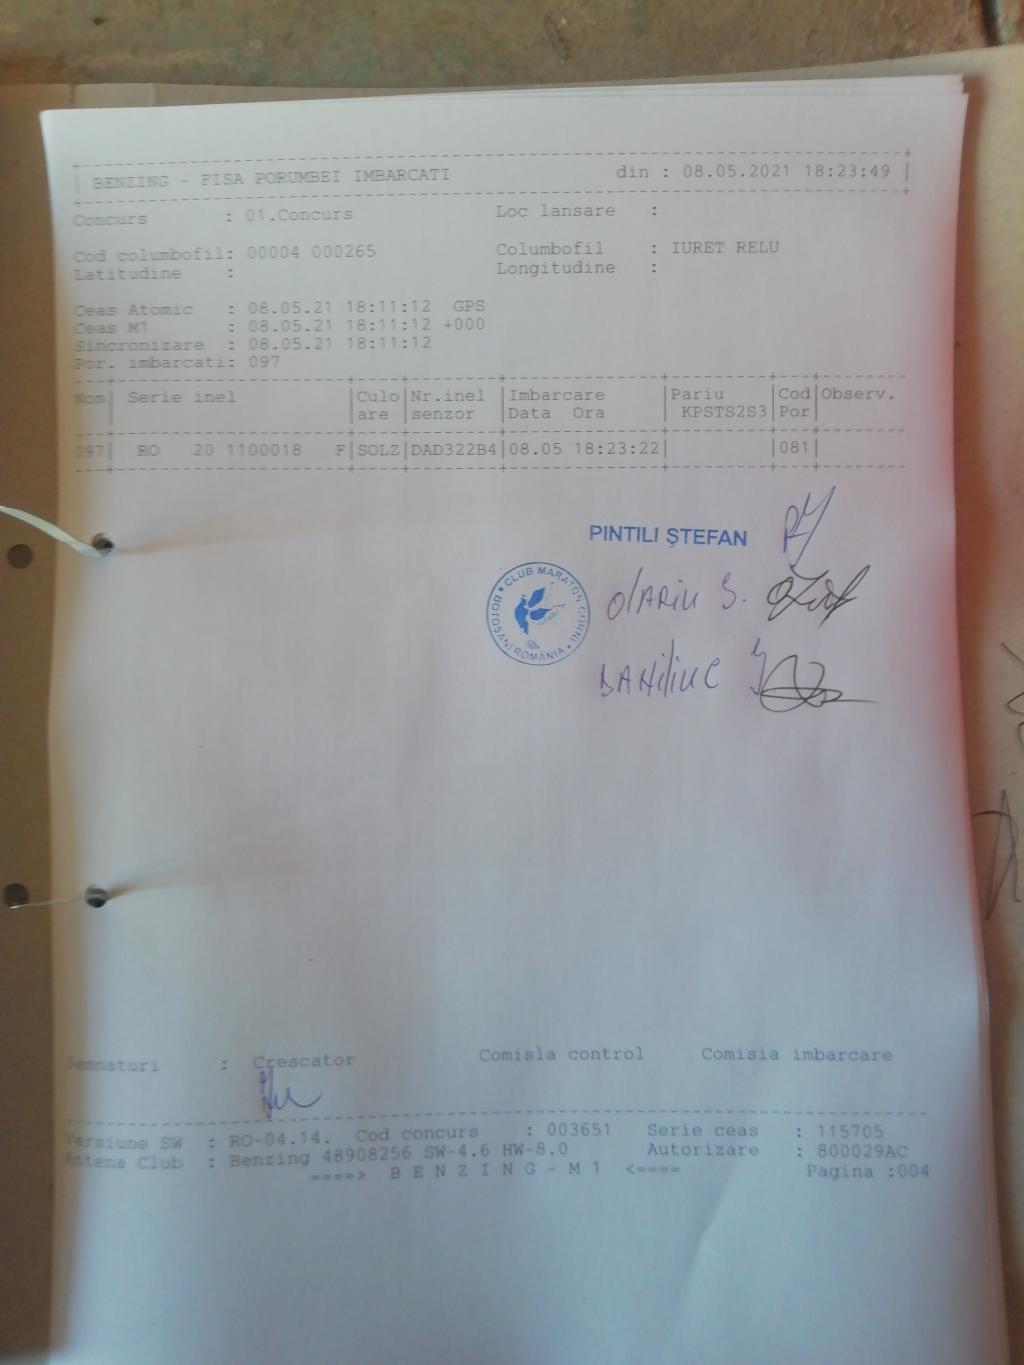 BENZING - FISA PORUMBEI IMBARCATI din : 08.05.2021 18:23:49
Concurs : 01.Concurs Loc lansare :
Cod columbofil: 00004 000265 Columbofil : IURET RELU
Latitudine : Longitudine :
Ceas Atomic : 08.05.21 18:11:12 GPS
Ceas M1 : 08.05.21 18:11:12 +000
Sincronizare : 08.05.21 18:11:12
Por. imbarcati: 097
Nom| Serie inel |Culo|Nr.inel|Imbarcare |Pariu |Cod|Observ.
|are |senzor |Data Ora | KPSTS2S3|Por|
097| RO 20 1100018 F|SOLZ|DAD322B4|08.05 18:23:22| |081|
PINTILI ŞTEFAN
CLUB MARATON
BOTOŞANI ROMÂNIA
OlARiu S.
DANiliuc
Semnaturi : Crescator Comisia control Comisia imbarcare
Versiune SW : RO-04.14. Cod concurs : 003651 Serie ceas : 115705
Antena Club : Benzing 48908256 SW-4.6 HW-8.0 Autorizare : 800029AC
====> B E N Z I N G - M 1 <==== Pagina :004